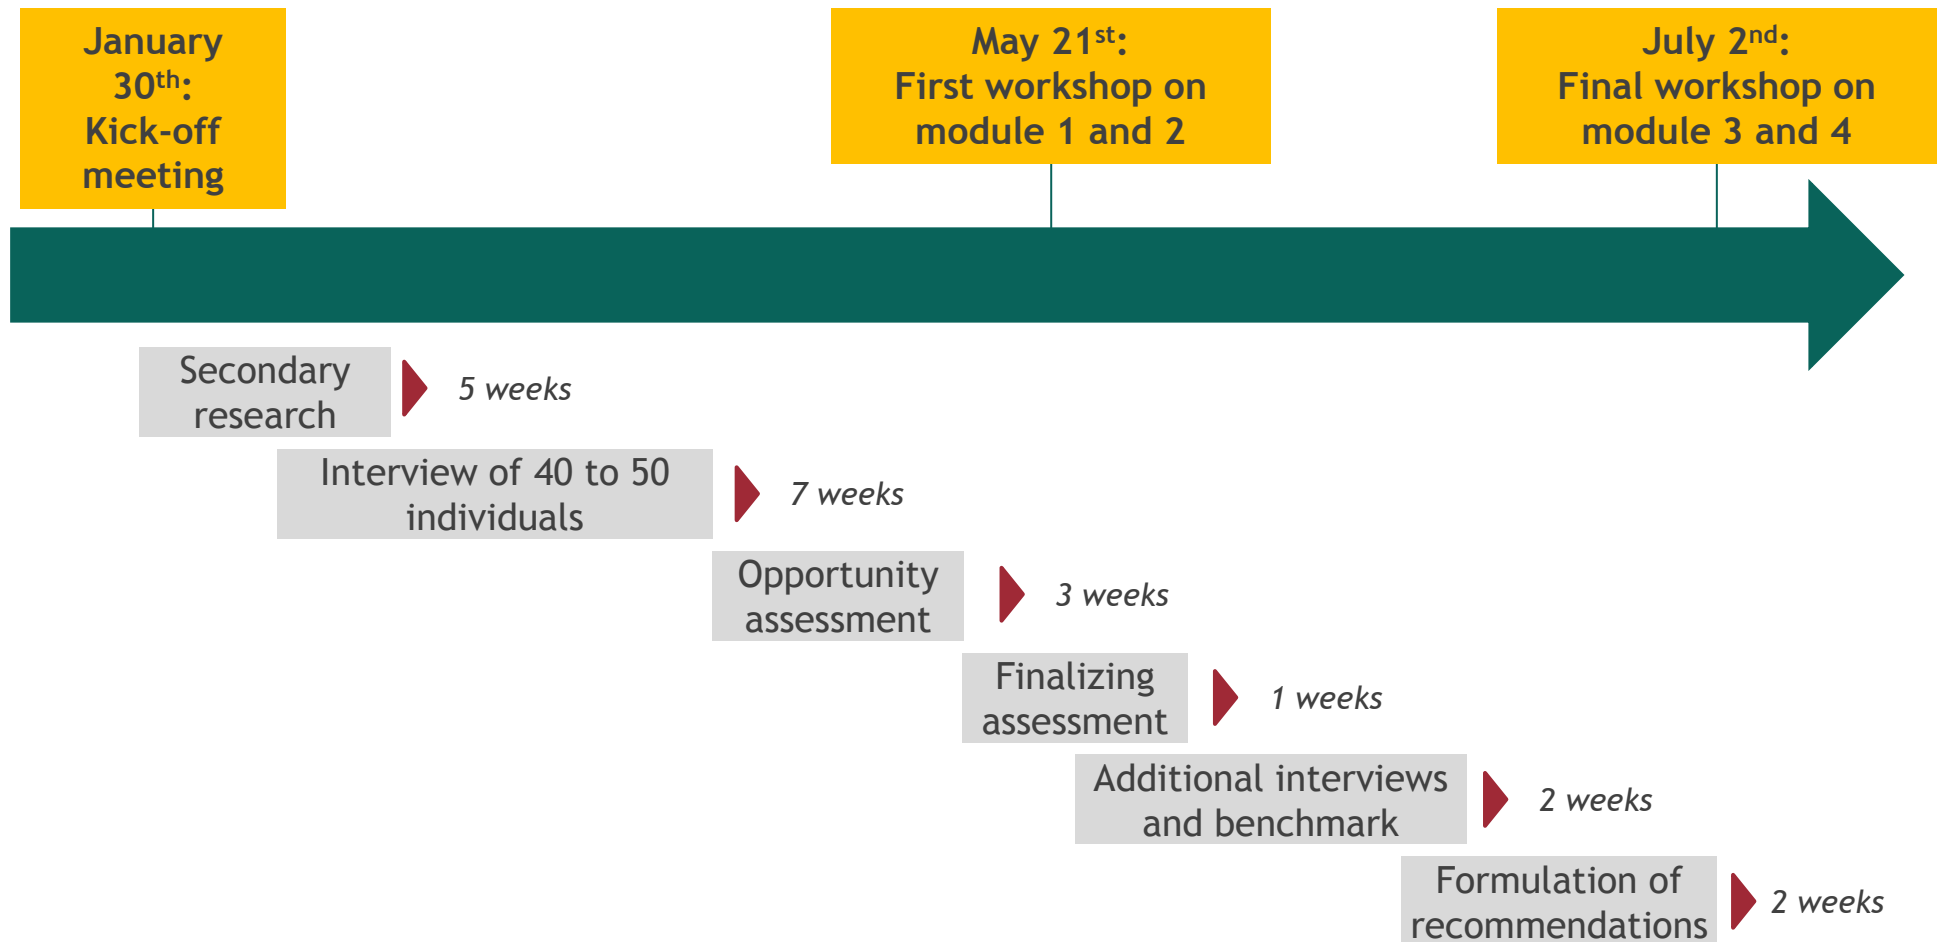 January
30th:
Kick-off
meeting
May 21st:
First workshop on
module 1 and 2
July 2nd:
Final workshop on
module 3 and 4
Secondary
research
5 weeks
Interview of 40 to 50
individuals
7 weeks
Opportunity
assessment
3 weeks
Finalizing
assessment
1 weeks
Additional interviews
and benchmark
2 weeks
Formulation of
recommendations
2 weeks